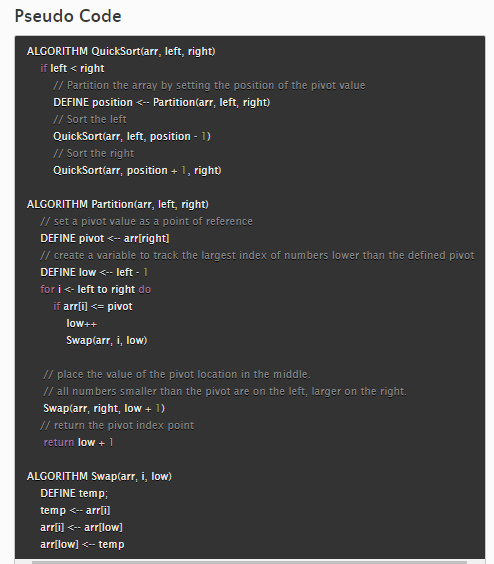 Pseudo Code
ALGORITHM QuickSort(arr, left, right)
if left < right
// Partition the array by setting the position of the pivot value
DEFINE position <-- Partition(arr, left, right)
// Sort the left
QuickSort(arr, left, position - 1)
// Sort the right
QuickSort(arr, position + 1, right)
ALGORITHM Partition(arr, left, right)
// set a pivot value as a point of reference
DEFINE pivot <-- arr[right]
// create a variable to track the largest index of numbers lower than the defined pivot
DEFINE low <-- left - 1
for i <- left to right do
if arr[i] <= pivot
low++
Swap(arr, i, low)
// place the value of the pivot location in the middle.
// all numbers smaller than the pivot are on the left, larger on the right.
Swap(arr, right, low + 1)
// return the pivot index point
return low + 1
ALGORITHM Swap(arr, i, low)
DEFINE temp;
temp <-- arr[i]
arr[i] <-- arr[low]
arr[low] <-- temp